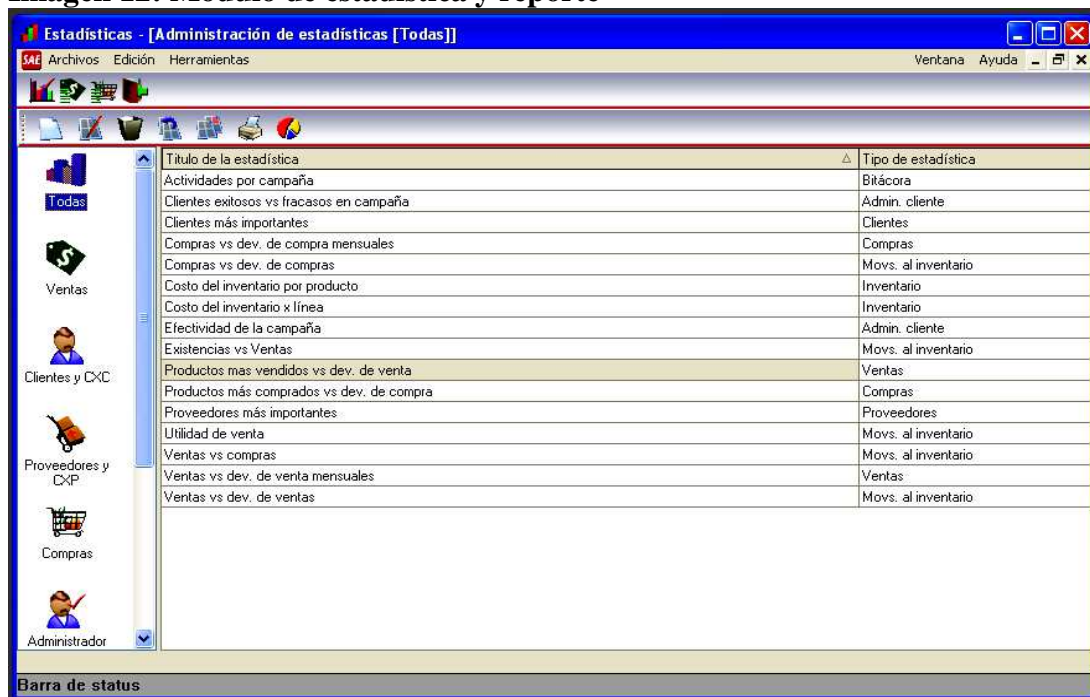 Imagen 22. Módulo de estadística y reporte
Estadísticas - [Administración de estadísticas [Todas]]
SAE Archivos Edición Herramientas Ventana Ayuda
Titulo de la estadística Tipo de estadística
Todas
Ventas
Clientes y CXC
Proveedores y
CXP
Compras
Administrador
Actividades por campaña Bitácora
Clientes exitosos vs fracasos en campaña Admin. cliente
Clientes más importantes Clientes
Compras vs dev. de compra mensuales Compras
Compras vs dev. de compras Movs. al inventario
Costo del inventario por producto Inventario
Costo del inventario x línea Inventario
Efectividad de la campaña Admin. cliente
Existencias vs Ventas Movs. al inventario
Productos mas vendidos vs dev. de venta Ventas
Productos más comprados vs dev. de compra Compras
Proveedores más importantes Proveedores
Utilidad de venta Movs. al inventario
Ventas vs compras Movs. al inventario
Ventas vs dev. de venta mensuales Ventas
Ventas vs dev. de ventas Movs. al inventario
Barra de status